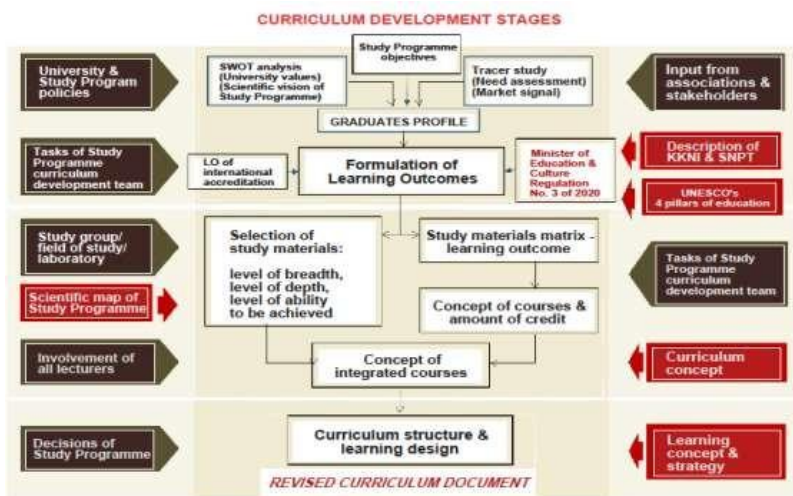 CURRICULUM DEVELOPMENT STAGES
University &
Study Program
policies
SWOT analysis
(University values)
(Scientific vision of
Study Programme)
Study Programme
objectives
Tracer study
(Need assessment)
(Market signal)
Input from
associations &
stakeholders
GRADUATES PROFILE
Tasks of Study
Programme
curriculum
development team
LO of
international
accreditation
Formulation of
Learning Outcomes
Minister of
Education &
Culture
Regulation
No. 3 of 2020
Description of
KKNI & SNPT
UNESCO's
4 pillars of education
Study group/
field of study/
laboratory
Selection of
study materials:
level of breadth,
level of depth,
level of ability
to be achieved
Study materials matrix -
learning outcome
Tasks of Study
Programme
curriculum
development team
Scientific map of
Study Programme
Concept of courses &
amount of credit
Involvement of
all lecturers
Concept of
integrated courses
Curriculum
concept
Decisions of
Study Programme
Curriculum structure &
learning design
Learning
concept &
strategy
REVISED CURRICULUM DOCUMENT